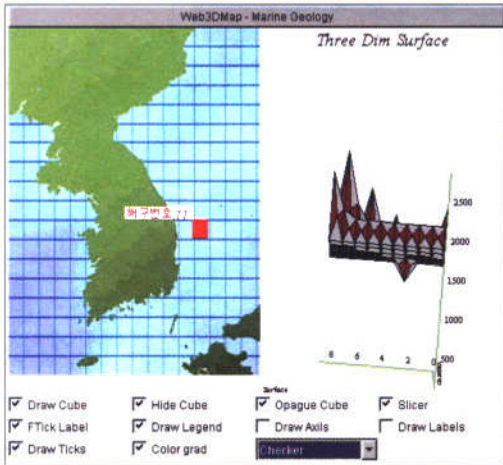 Web3DMap - Marine Geology
Three Dim Surface
해구번호 77
2500
2000
1500
1000
500
8 6 4 2 0
Surface
Draw Cube
Hide Cube
Opague Cube
Slicer
FTick Label
Draw Legend
Draw Axils
Draw Labels
Draw Ticks
Color grad
Checker